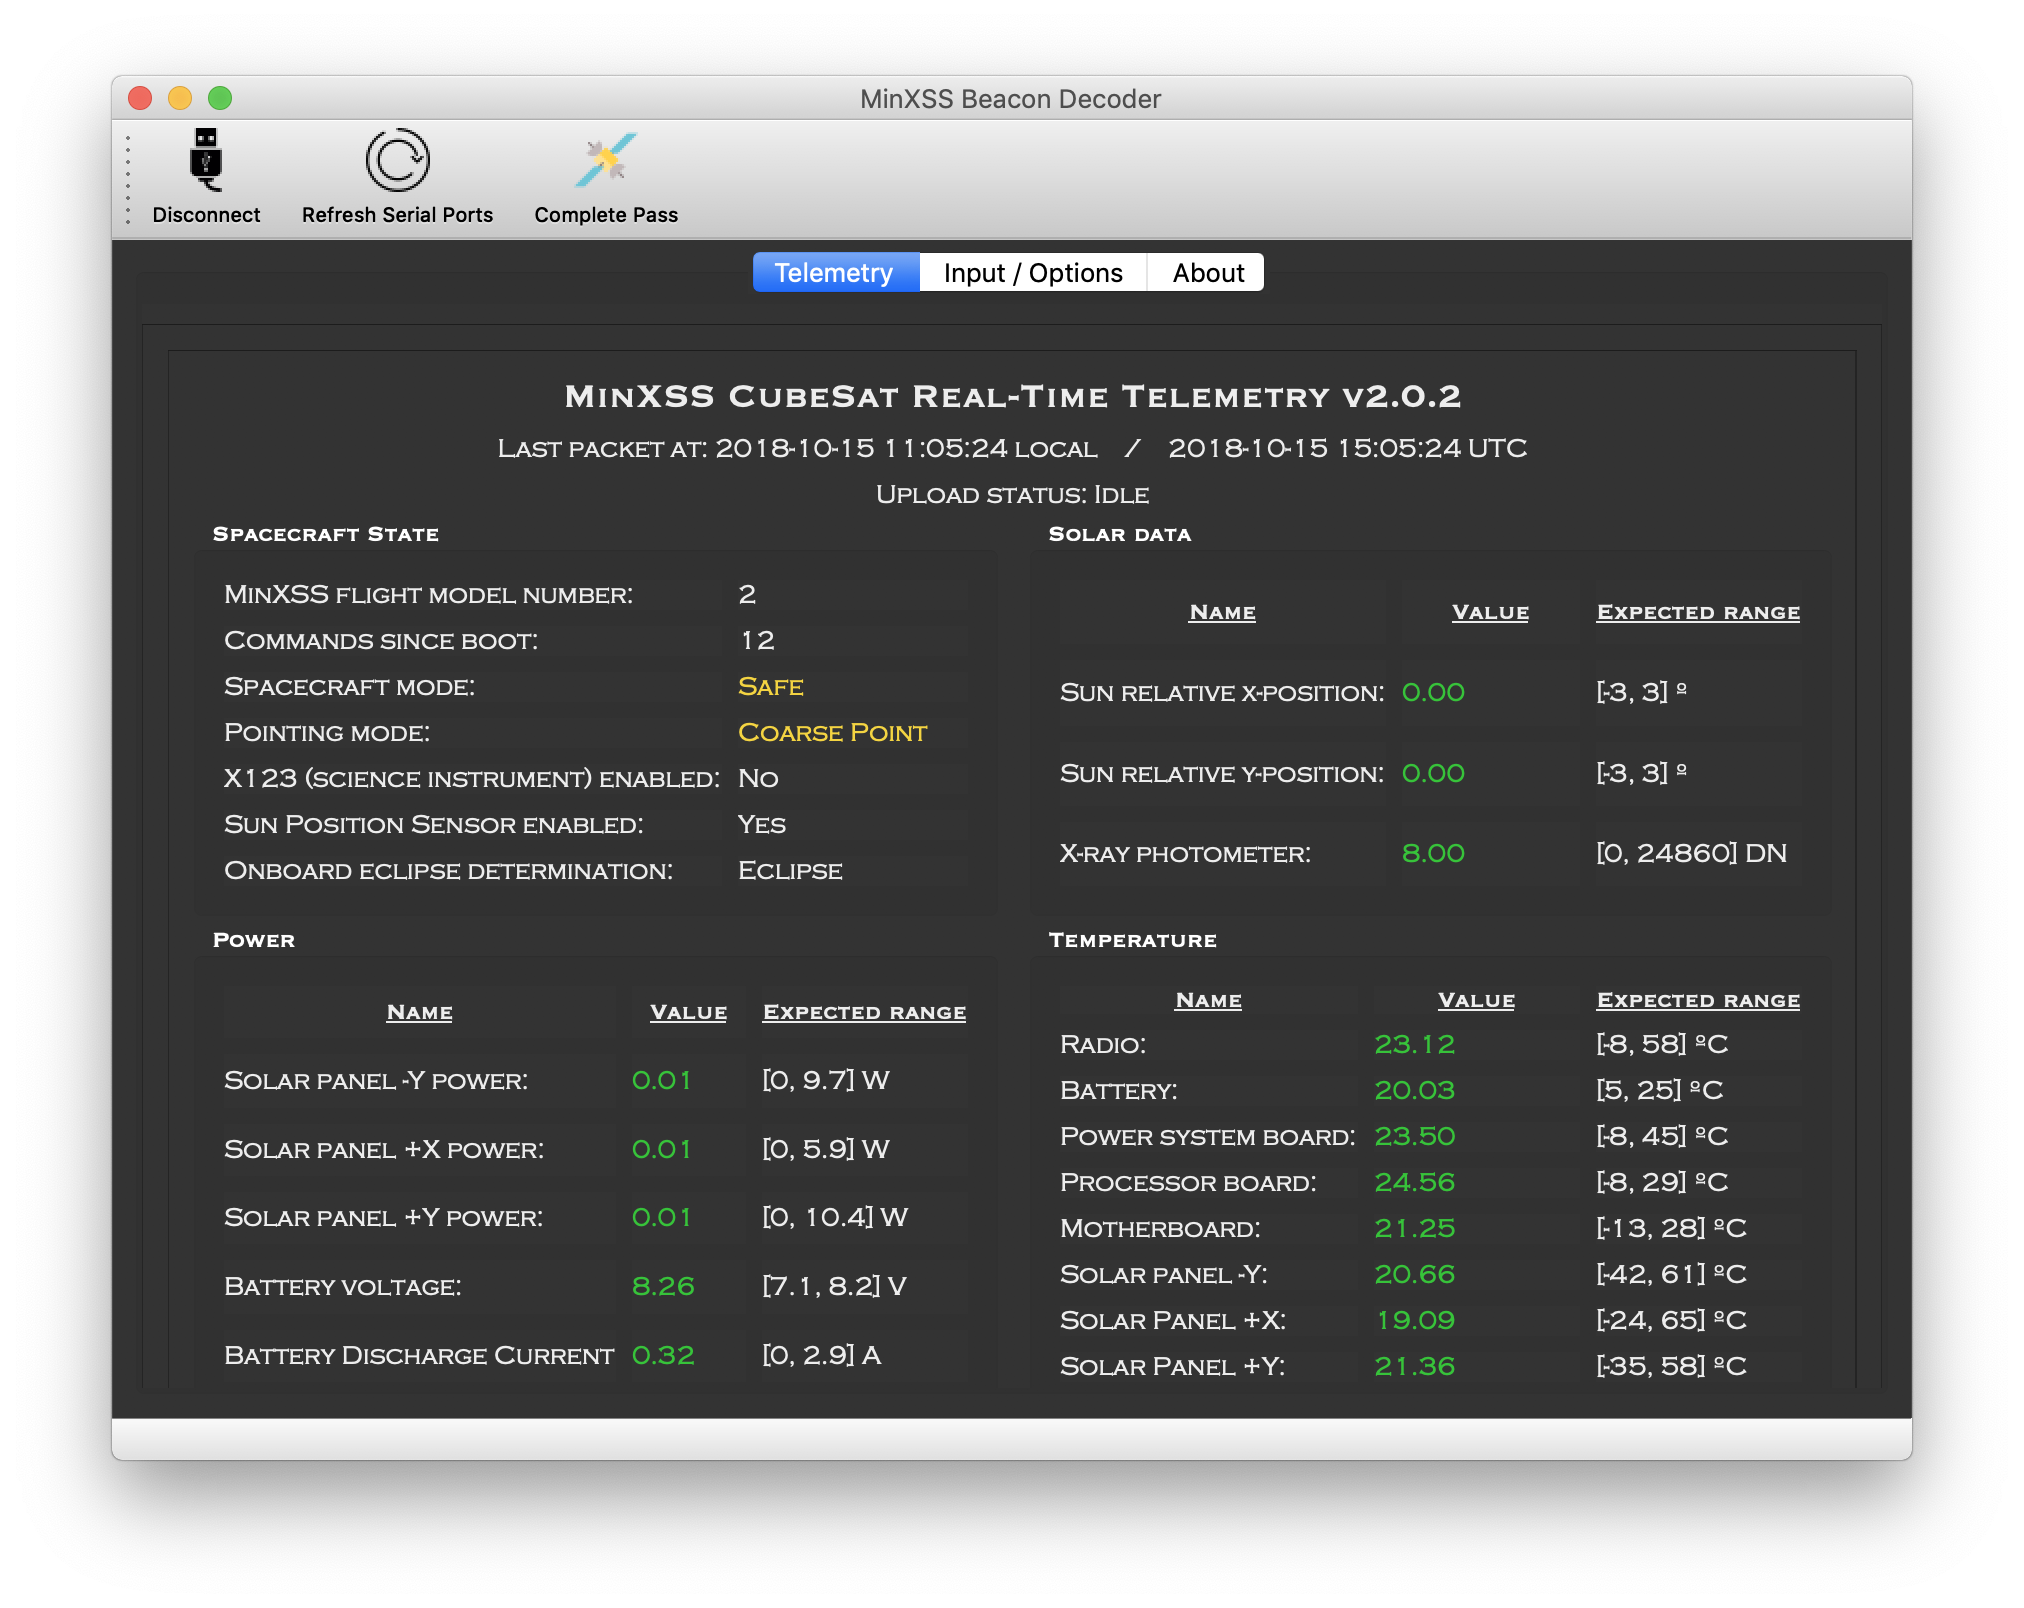 MinXSS Beacon Decoder
Disconnect Refresh Serial Ports Complete Pass
Telemetry Input / Options About
MinXSS CubeSat Real-Time Telemetry v2.0.2
Last packet at: 2018-10-15 11:05:24 local / 2018-10-15 15:05:24 UTC
Upload status: Idle
Spacecraft State
MinXSS flight model number: 2
Commands since boot: 12
Spacecraft mode: Safe
Pointing mode: Coarse Point
X123 (science instrument) enabled: No
Sun Position Sensor enabled: Yes
Onboard eclipse determination: Eclipse
Solar data
Name Value Expected range
Sun relative x-position: 0.00 [-3, 3] º
Sun relative y-position: 0.00 [-3, 3] º
X-ray photometer: 8.00 [0, 24860] DN
Power
Name Value Expected range
Solar panel -Y power: 0.01 [0, 9.7] W
Solar panel +X power: 0.01 [0, 5.9] W
Solar panel +Y power: 0.01 [0, 10.4] W
Battery voltage: 8.26 [7.1, 8.2] V
Battery Discharge Current 0.32 [0, 2.9] A
Temperature
Name Value Expected range
Radio: 23.12 [-8, 58] ºC
Battery: 20.03 [5, 25] ºC
Power system board: 23.50 [-8, 45] ºC
Processor board: 24.56 [-8, 29] ºC
Motherboard: 21.25 [-13, 28] ºC
Solar panel -Y: 20.66 [-42, 61] ºC
Solar Panel +X: 19.09 [-24, 65] ºC
Solar Panel +Y: 21.36 [-35, 58] ºC